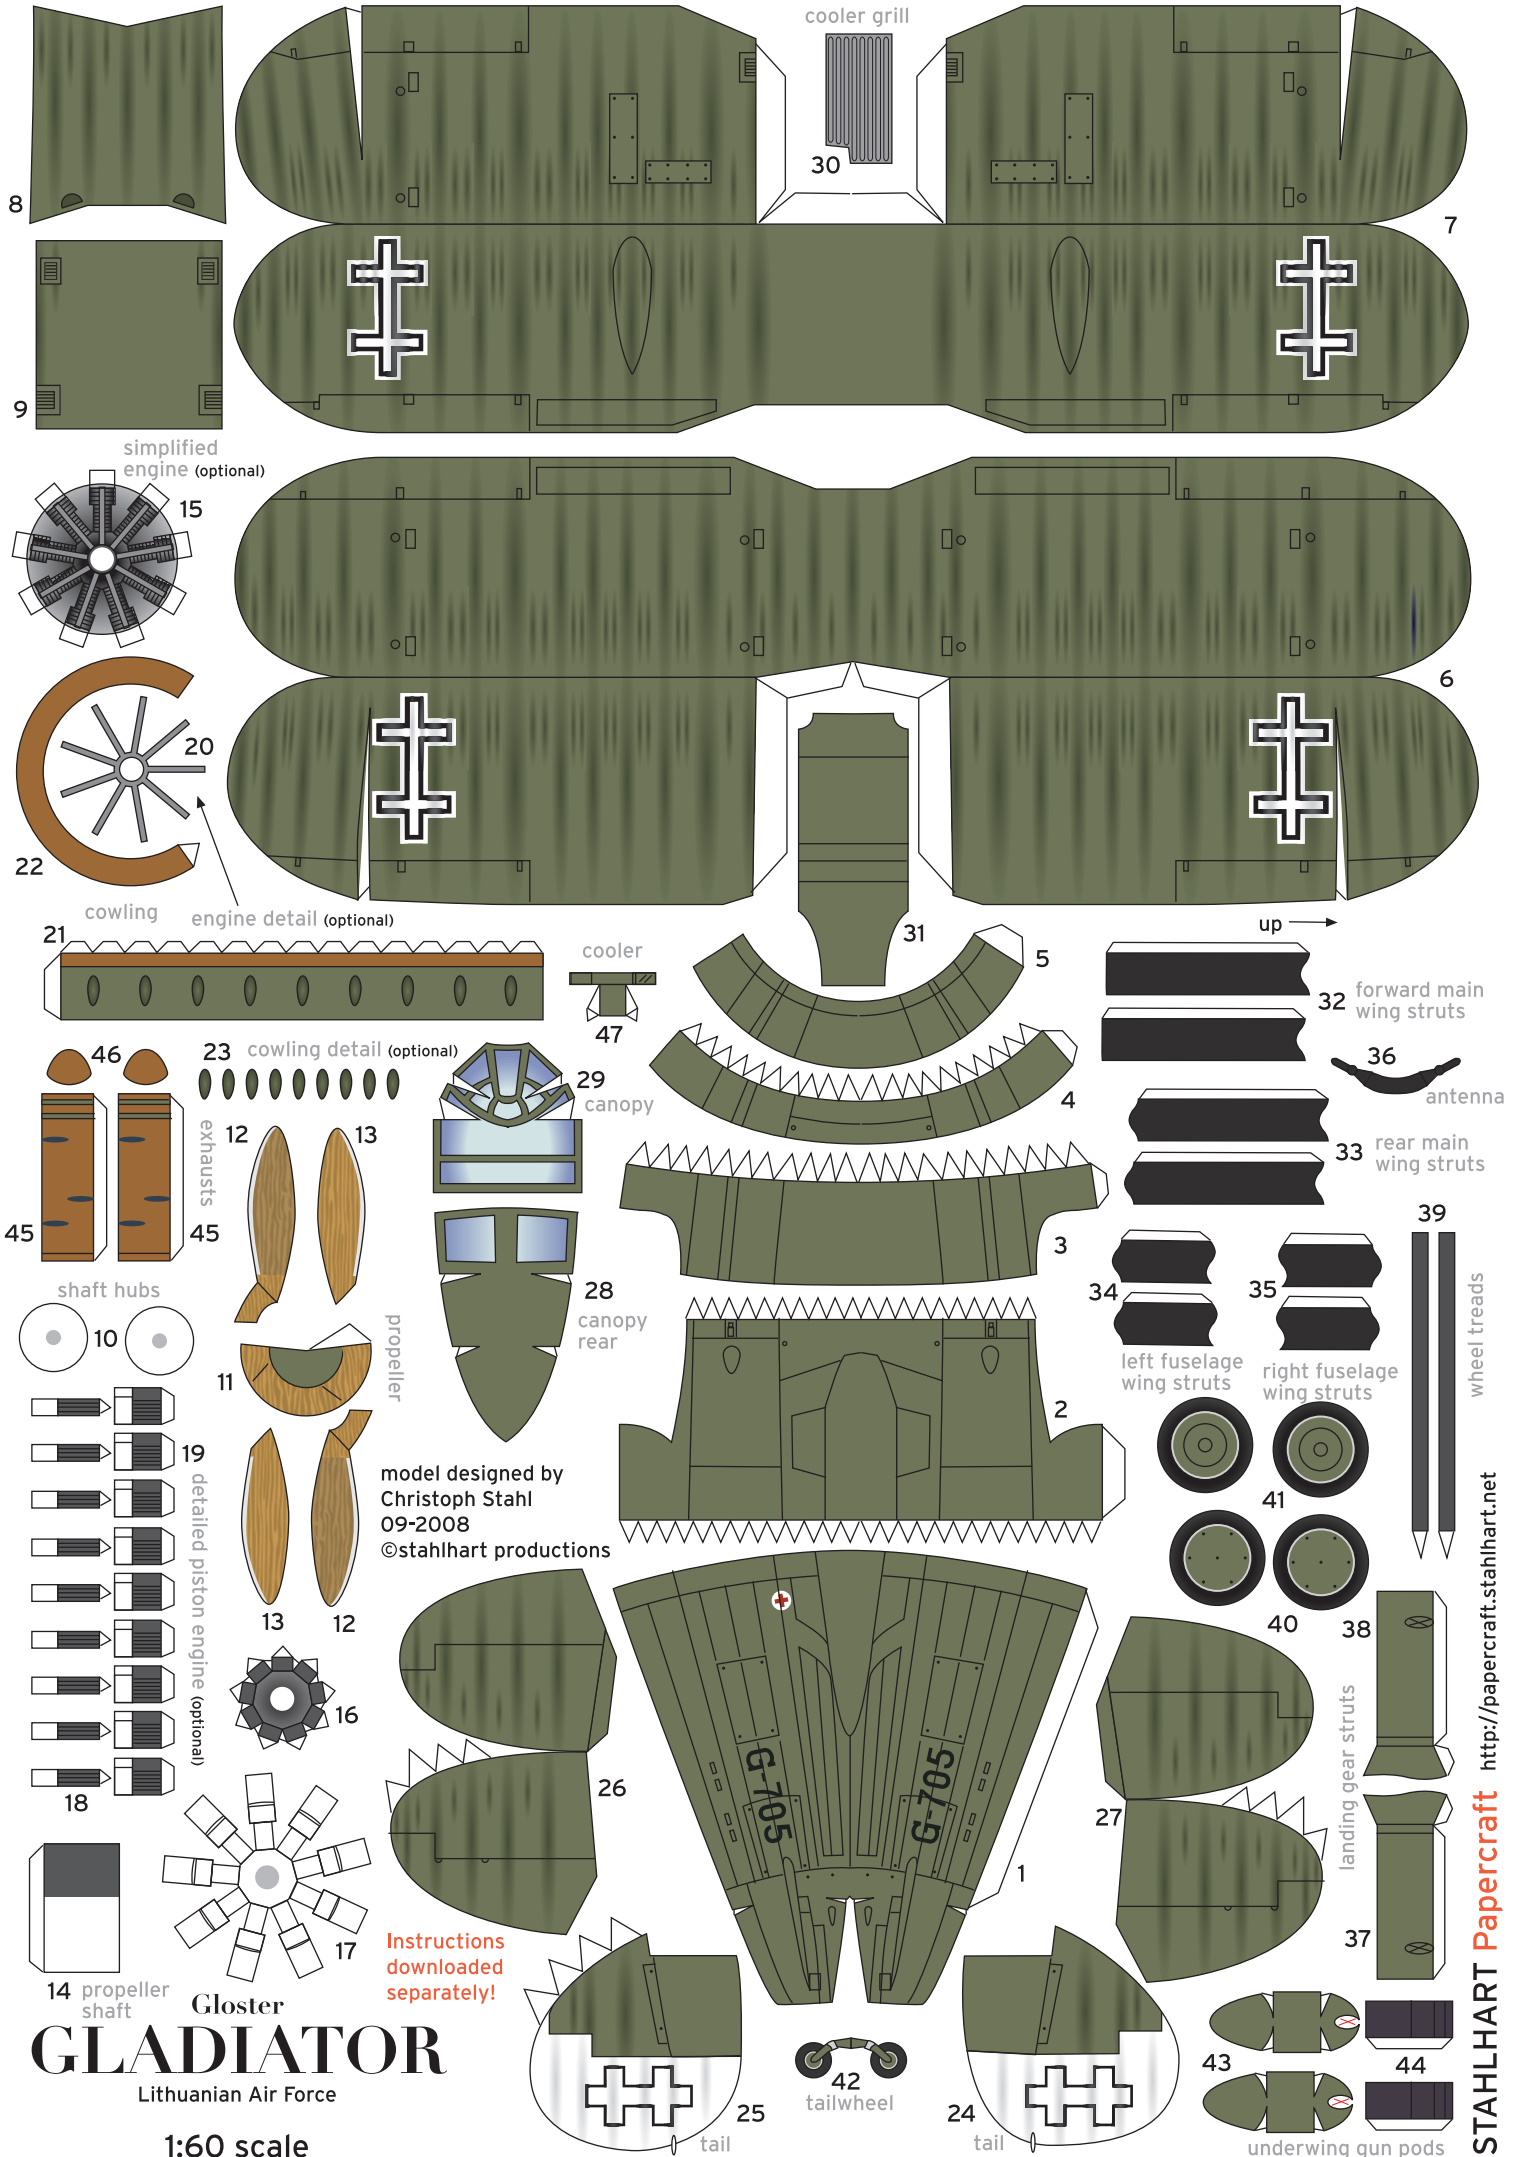 cooler grill
30
8
7
9
simplified
engine (optional)
15
6
20
22
cowling
engine detail (optional)
21
cooler
47
31
5
up
32
forward main
wing struts
46
23
cowling detail (optional)
29
canopy
4
36
antenna
exhausts
12
13
33
rear main
wing struts
45
45
3
39
shaft hubs
10
28
canopy
rear
34
35
wheel treads
11
propeller
left fuselage
wing struts
right fuselage
wing struts
2
19
detailed piston engine (optional)
model designed by
Christoph Stahl
09-2008
©stahlhart productions
41
13
12
40
38
16
26
18
G-705
G-705
27
landing gear struts
1
17
37
14
propeller
shaft
Instructions
downloaded
separately!
Gloster
GLADIATOR
Lithuanian Air Force
1:60 scale
42
tailwheel
25
tail
24
tail
43
44
underwing gun pods
STAHLHART Papercraft http://papercraft.stahlhart.net